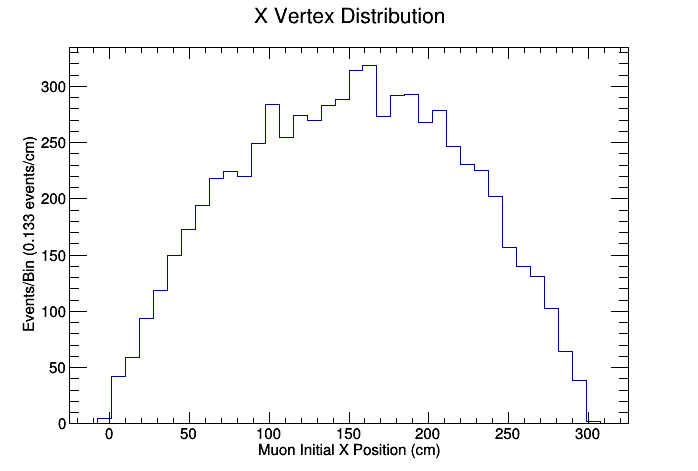 X Vertex Distribution
Events/Bin (0.133 events/cm)
300
250
200
150
100
50
0
0 50 100 150 200 250 300
Muon Initial X Position (cm)